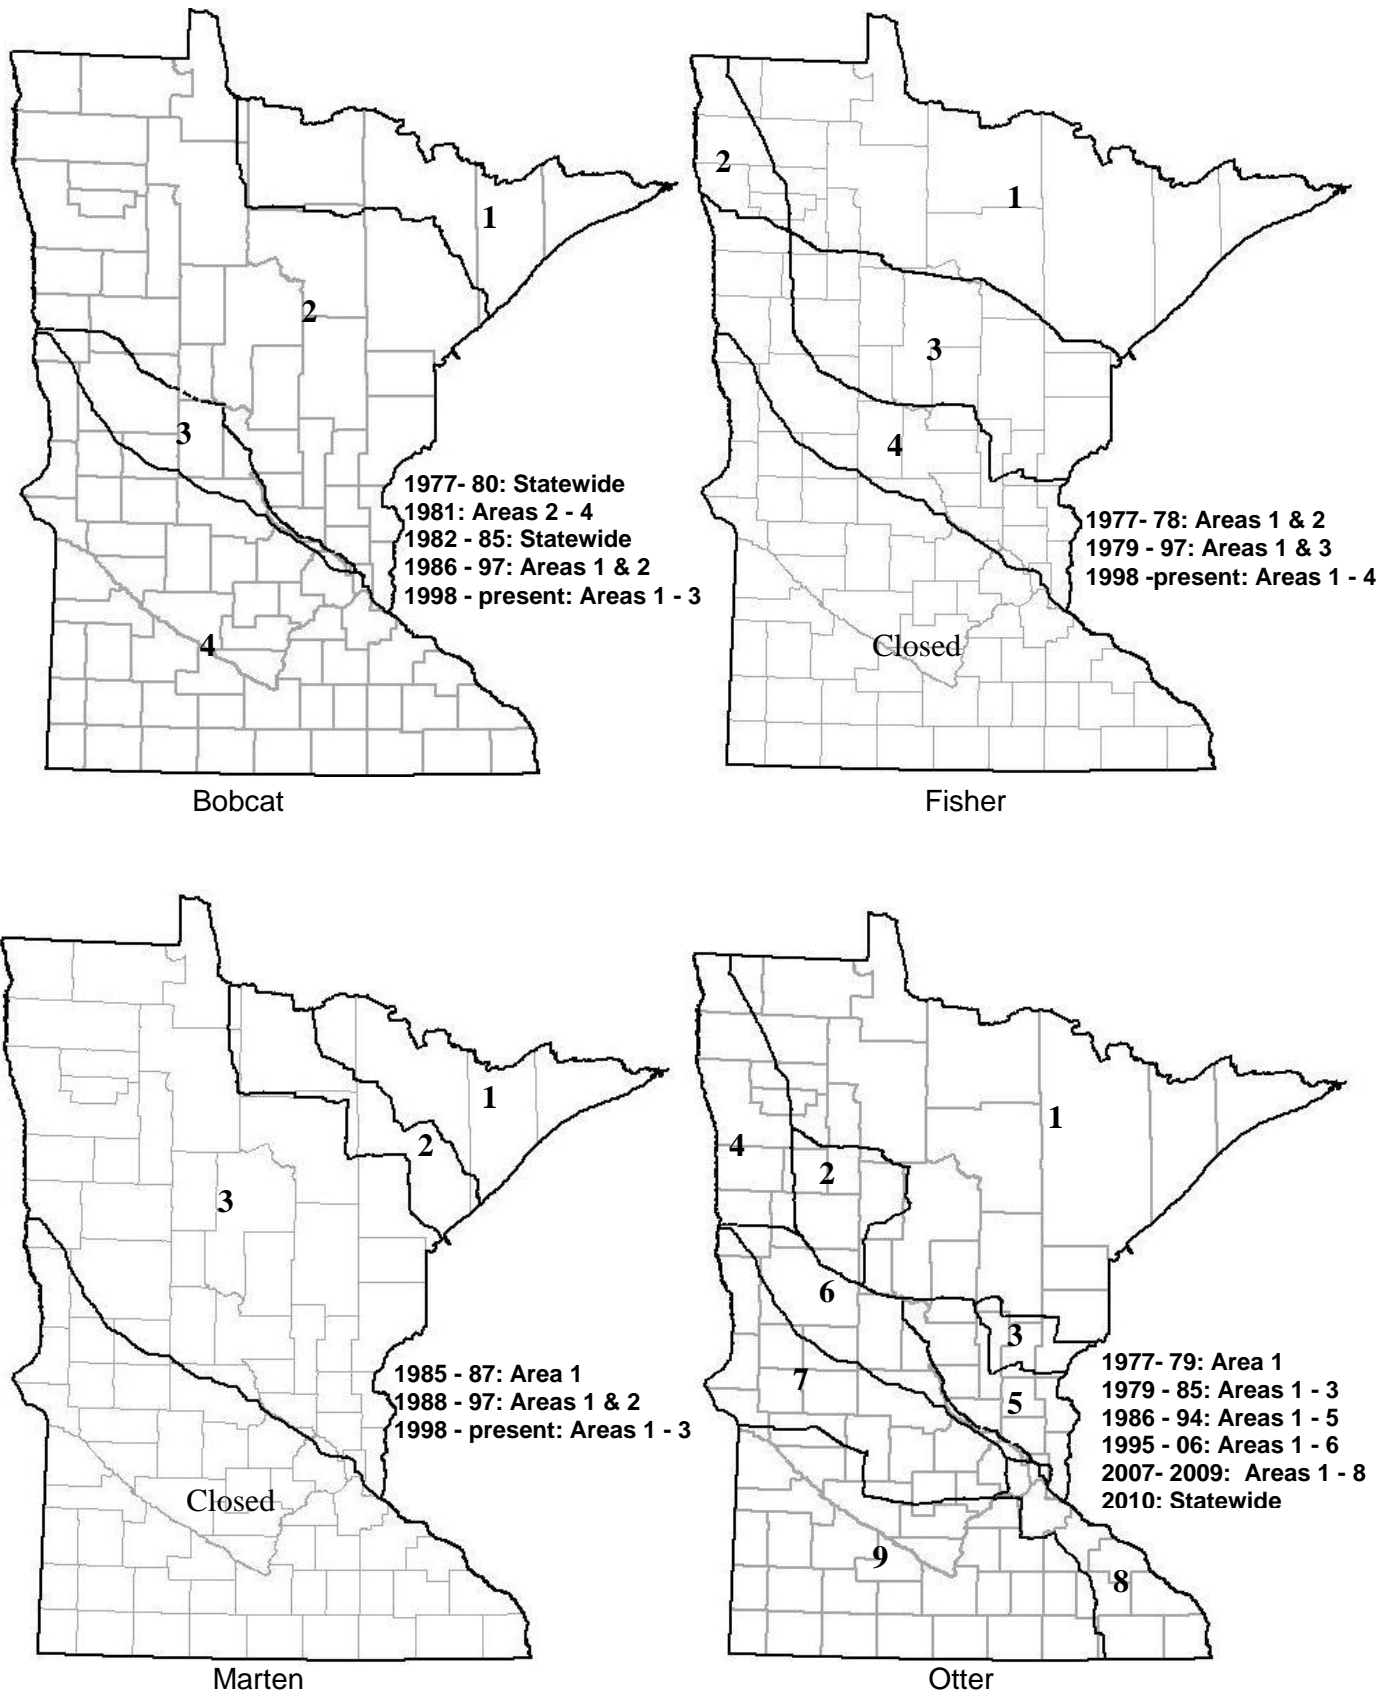 1
2
3
1977- 80: Statewide
1981: Areas 2 - 4
1982 - 85: Statewide
1986 - 97: Areas 1 & 2
1998 - present: Areas 1 - 3
4
Bobcat
2
1
3
4
1977- 78: Areas 1 & 2
1979 - 97: Areas 1 & 3
1998 -present: Areas 1 - 4
Closed
Fisher
1
2
3
1985 - 87: Area 1
1988 - 97: Areas 1 & 2
1998 - present: Areas 1 - 3
Closed
Marten
1
4
2
6
3
7
5
1977- 79: Area 1
1979 - 85: Areas 1 - 3
1986 - 94: Areas 1 - 5
1995 - 06: Areas 1 - 6
2007- 2009:  Areas 1 - 8
2010: Statewide
9
8
Otter